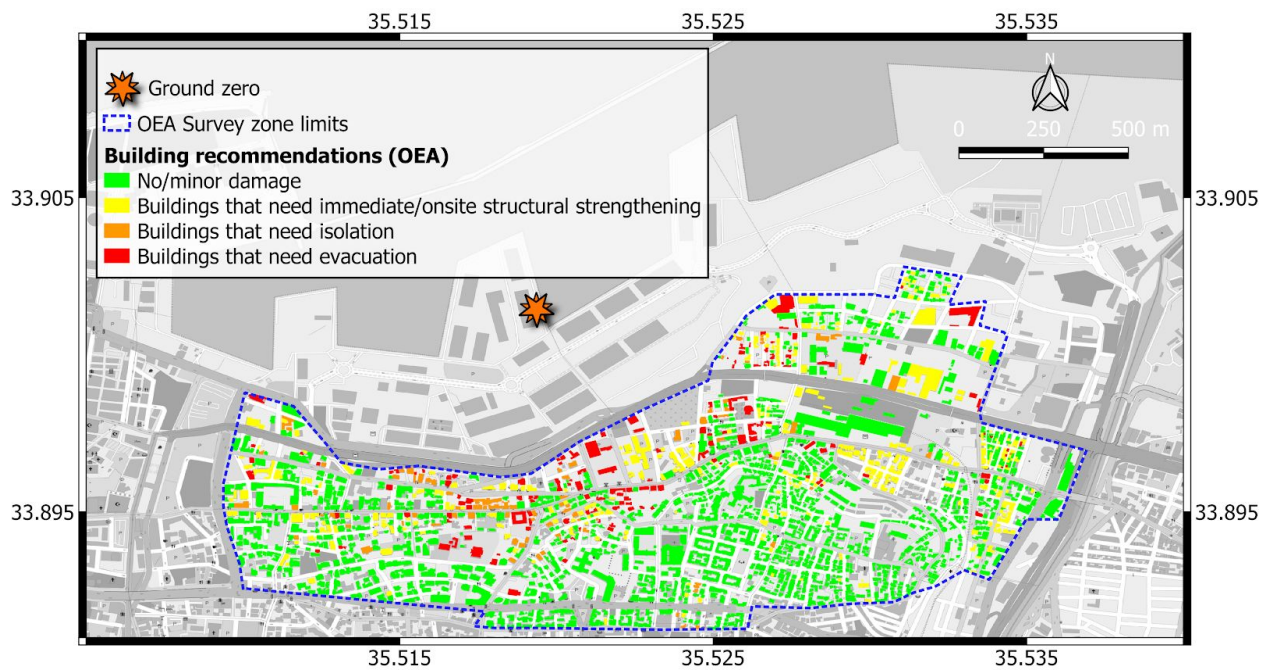 35.515 35.525 35.535
N
Ground zero
OEA Survey zone limits
Building recommendations (OEA)
No/minor damage
Buildings that need immediate/onsite structural strengthening
Buildings that need isolation
Buildings that need evacuation
0 250 500 m
33.905 33.905
33.895 33.895
35.515 35.525 35.535